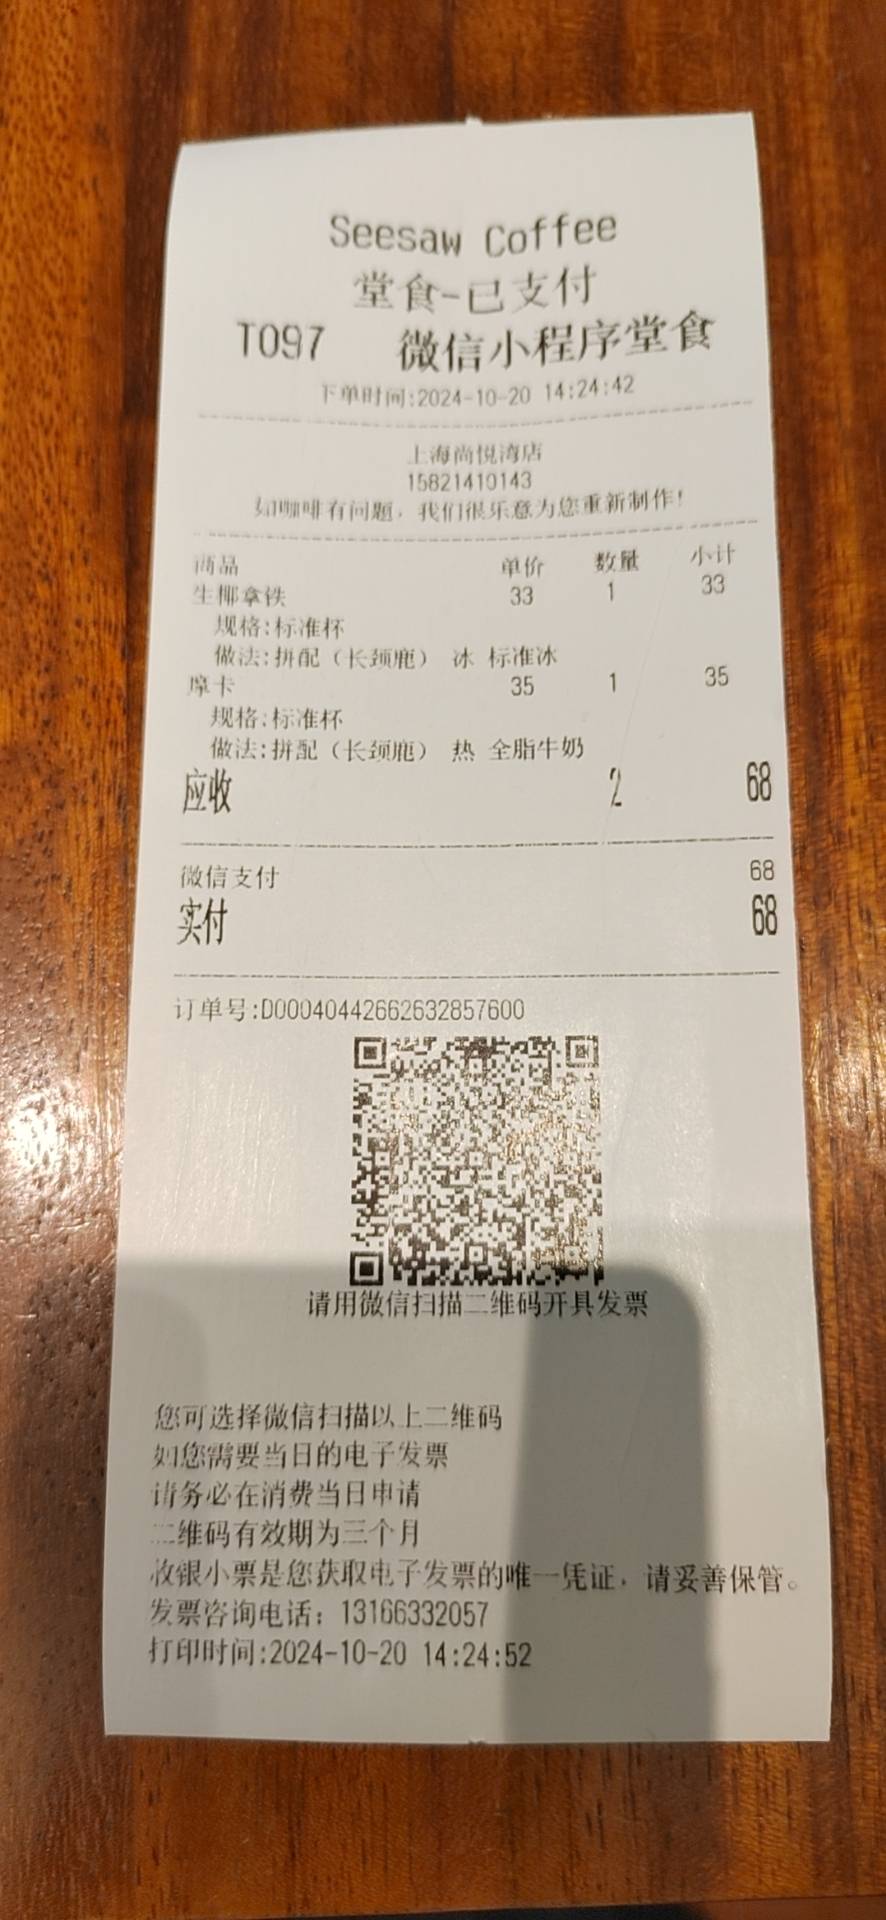 Seesaw Coffee
堂食-已支付
T097 微信小程序堂食
下单时间:2024-10-20 14:24:42
上海尚悦湾店
15821410143
如咖啡有问题，我们很乐意为您重新制作！
商品 单价 数量 小计
生椰拿铁 33 1 33
规格:标准杯
做法:拼配（长颈鹿） 冰 标准冰
摩卡 35 1 35
规格:标准杯
做法:拼配（长颈鹿） 热 全脂牛奶
应收 2 68
微信支付 68
实付 68
订单号:D000404426626328​57600
请用微信扫描二维码开具发票
您可选择微信扫描以上二维码
如您需要当日的电子发票
请务必在消费当日申请
二维码有效期为三个月
收银小票是您获取电子发票的唯一凭证，请妥善保管。
发票咨询电话：13166332057
打印时间:2024-10-20 14:24:52